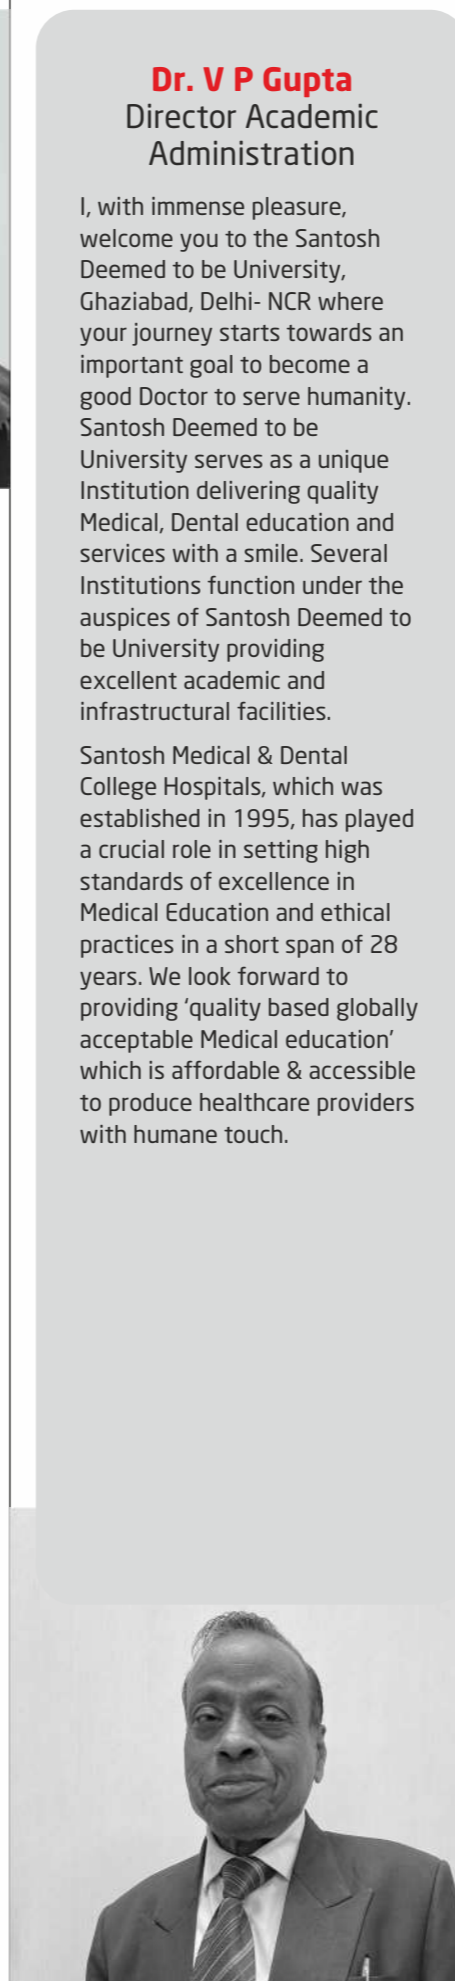 Dr. V P Gupta
Director Academic
Administration
I, with immense pleasure,
welcome you to the Santosh
Deemed to be University,
Ghaziabad, Delhi- NCR where
your journey starts towards an
important goal to become a
good Doctor to serve humanity.
Santosh Deemed to be
University serves as a unique
Institution delivering quality
Medical, Dental education and
services with a smile. Several
Institutions function under the
auspices of Santosh Deemed to
be University providing
excellent academic and
infrastructural facilities.
Santosh Medical & Dental
College Hospitals, which was
established in 1995, has played
a crucial role in setting high
standards of excellence in
Medical Education and ethical
practices in a short span of 28
years. We look forward to
providing ‘quality based globally
acceptable Medical education’
which is affordable & accessible
to produce healthcare providers
with humane touch.